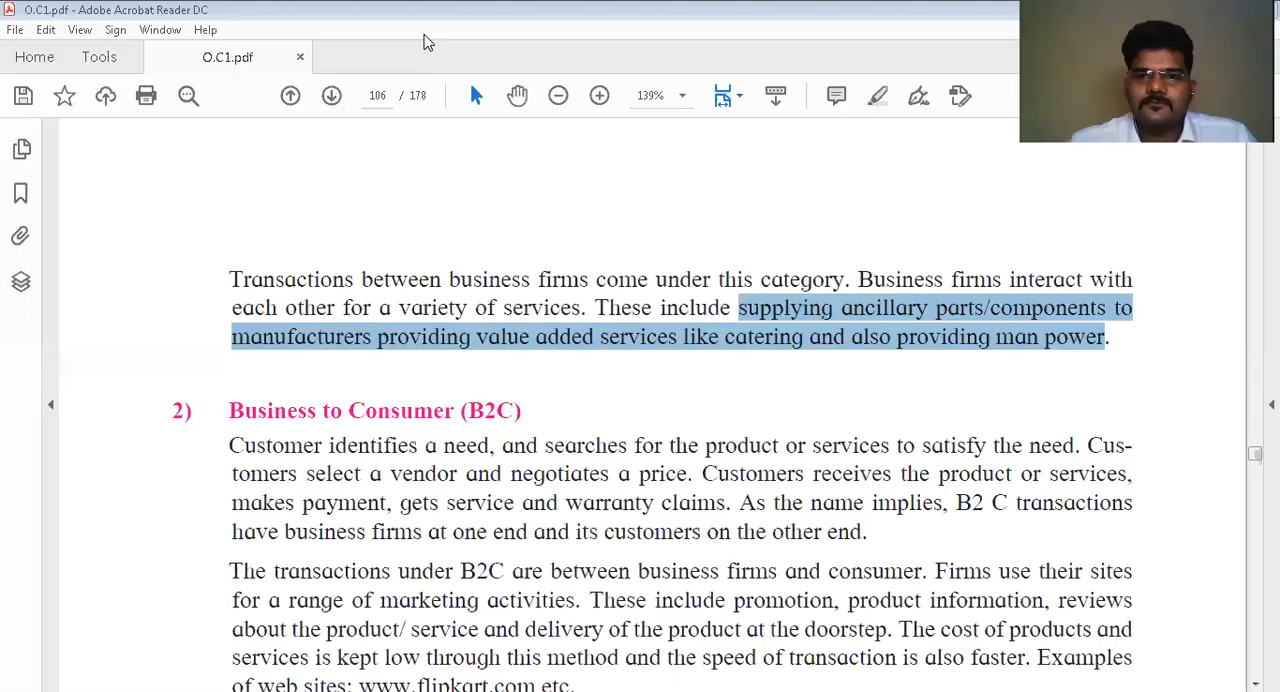 O.C1.pdf - Adobe Acrobat Reader DC
File Edit View Sign Window Help
Home Tools O.C1.pdf ×
106 / 178 139%
Transactions between business firms come under this category. Business firms interact with
each other for a variety of services. These include supplying ancillary parts/components to
manufacturers providing value added services like catering and also providing man power.
2) Business to Consumer (B2C)
Customer identifies a need, and searches for the product or services to satisfy the need. Cus-
tomers select a vendor and negotiates a price. Customers receives the product or services,
makes payment, gets service and warranty claims. As the name implies, B2 C transactions
have business firms at one end and its customers on the other end.
The transactions under B2C are between business firms and consumer. Firms use their sites
for a range of marketing activities. These include promotion, product information, reviews
about the product/ service and delivery of the product at the doorstep. The cost of products and
services is kept low through this method and the speed of transaction is also faster. Examples
of web sites: www.flipkart.com etc.